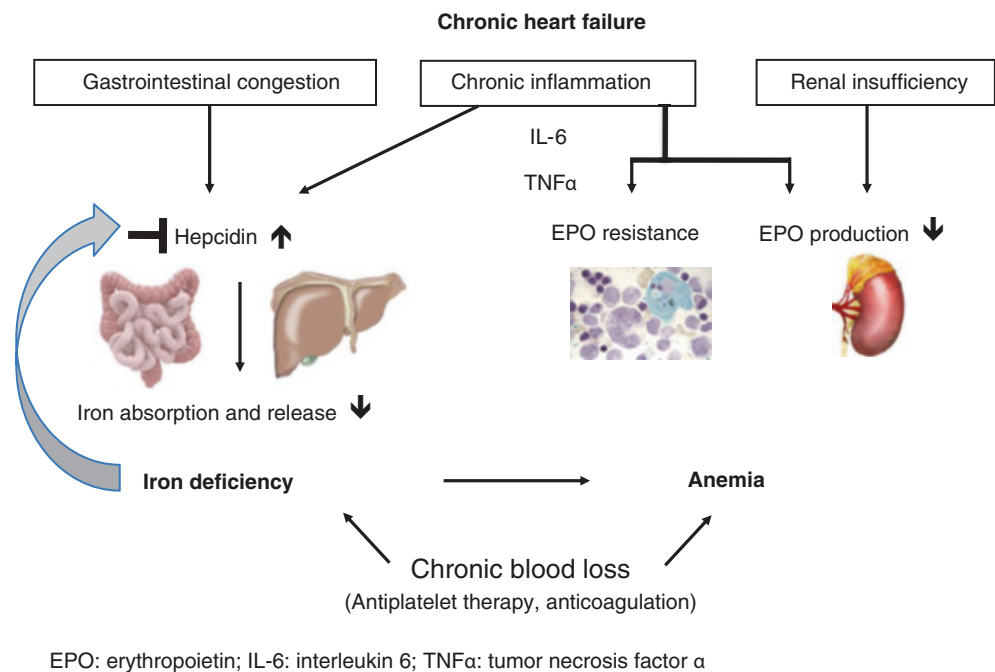 Chronic heart failure
Gastrointestinal congestion
Chronic inflammation
Renal insufficiency
IL-6
TNFα
Hepcidin
EPO resistance
EPO production
Iron absorption and release
Iron deficiency
Anemia
Chronic blood loss
(Antiplatelet therapy, anticoagulation)
EPO: erythropoietin; IL-6: interleukin 6; TNFα: tumor necrosis factor α